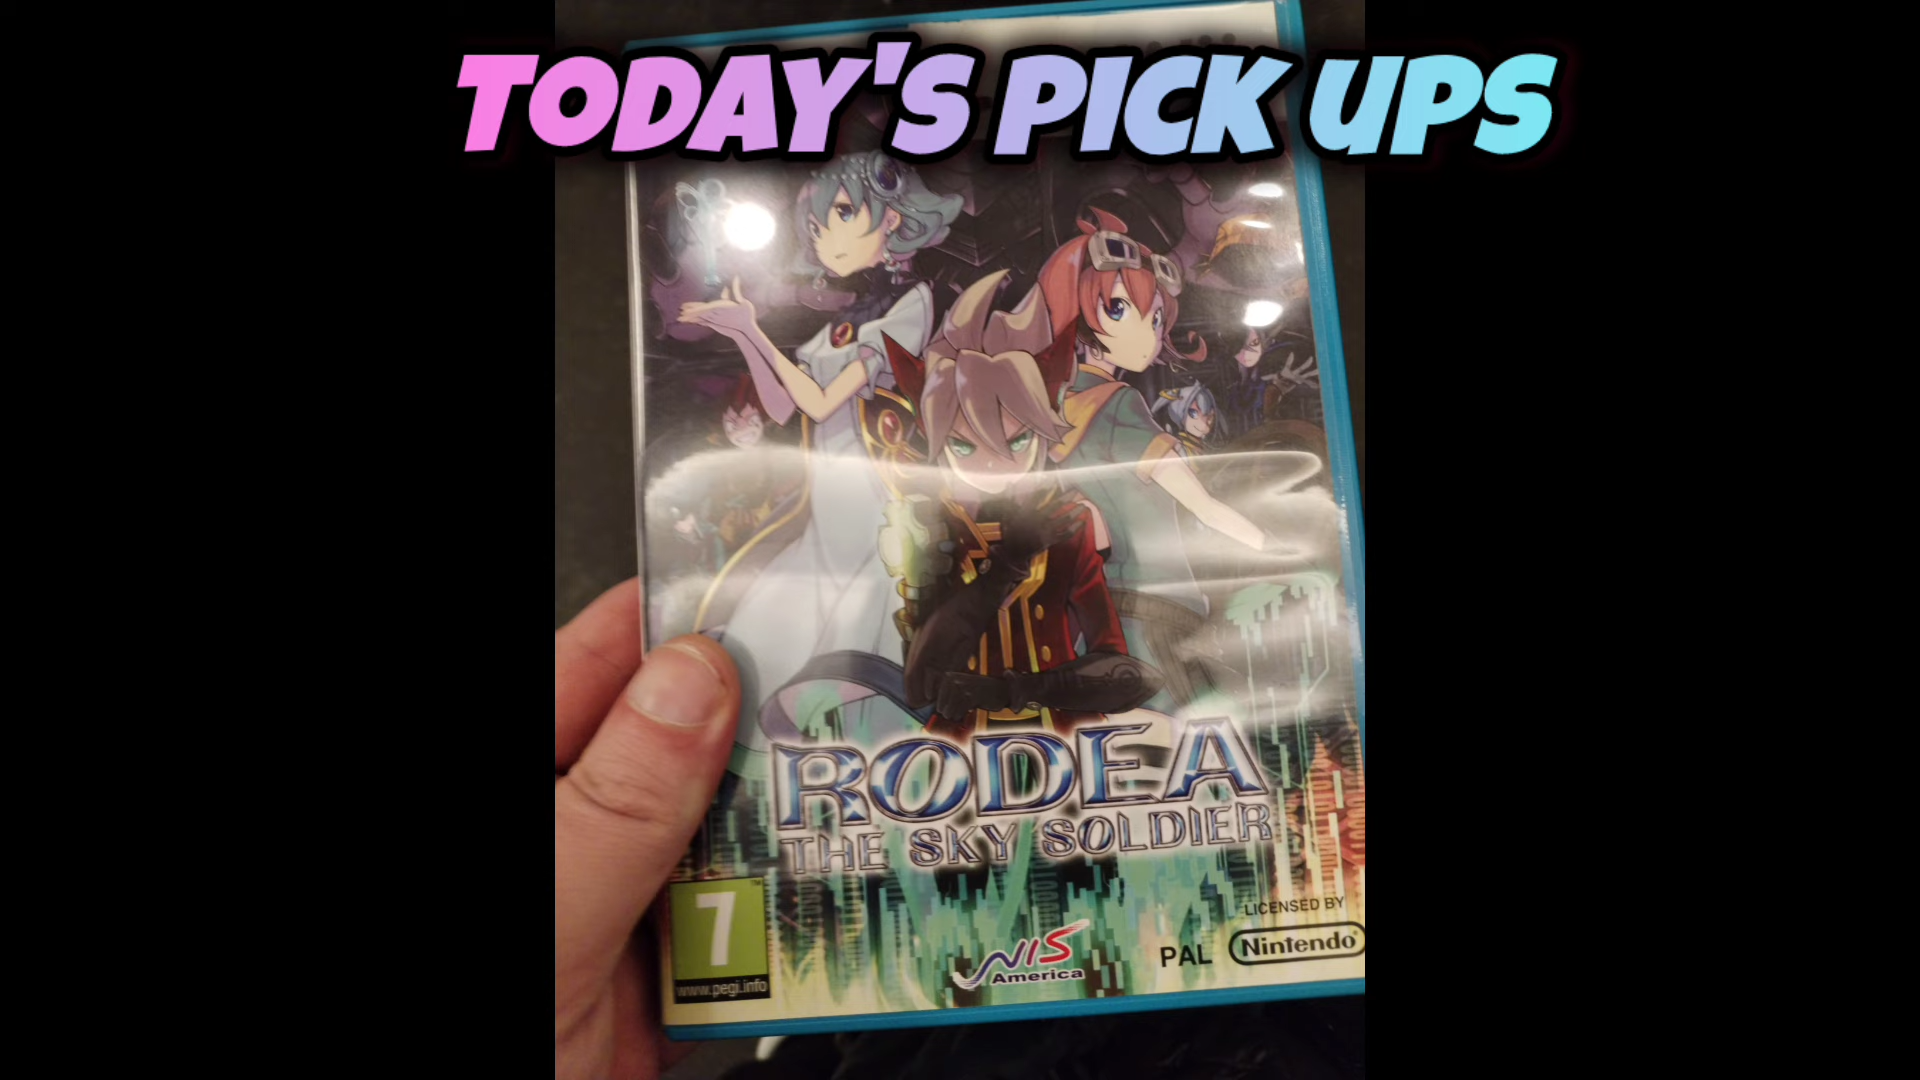 TODAY'S PICK UPS
RODEA
THE SKY SOLDIER
7
www.pegi.info
NIS
America
PAL
LICENSED BY
Nintendo